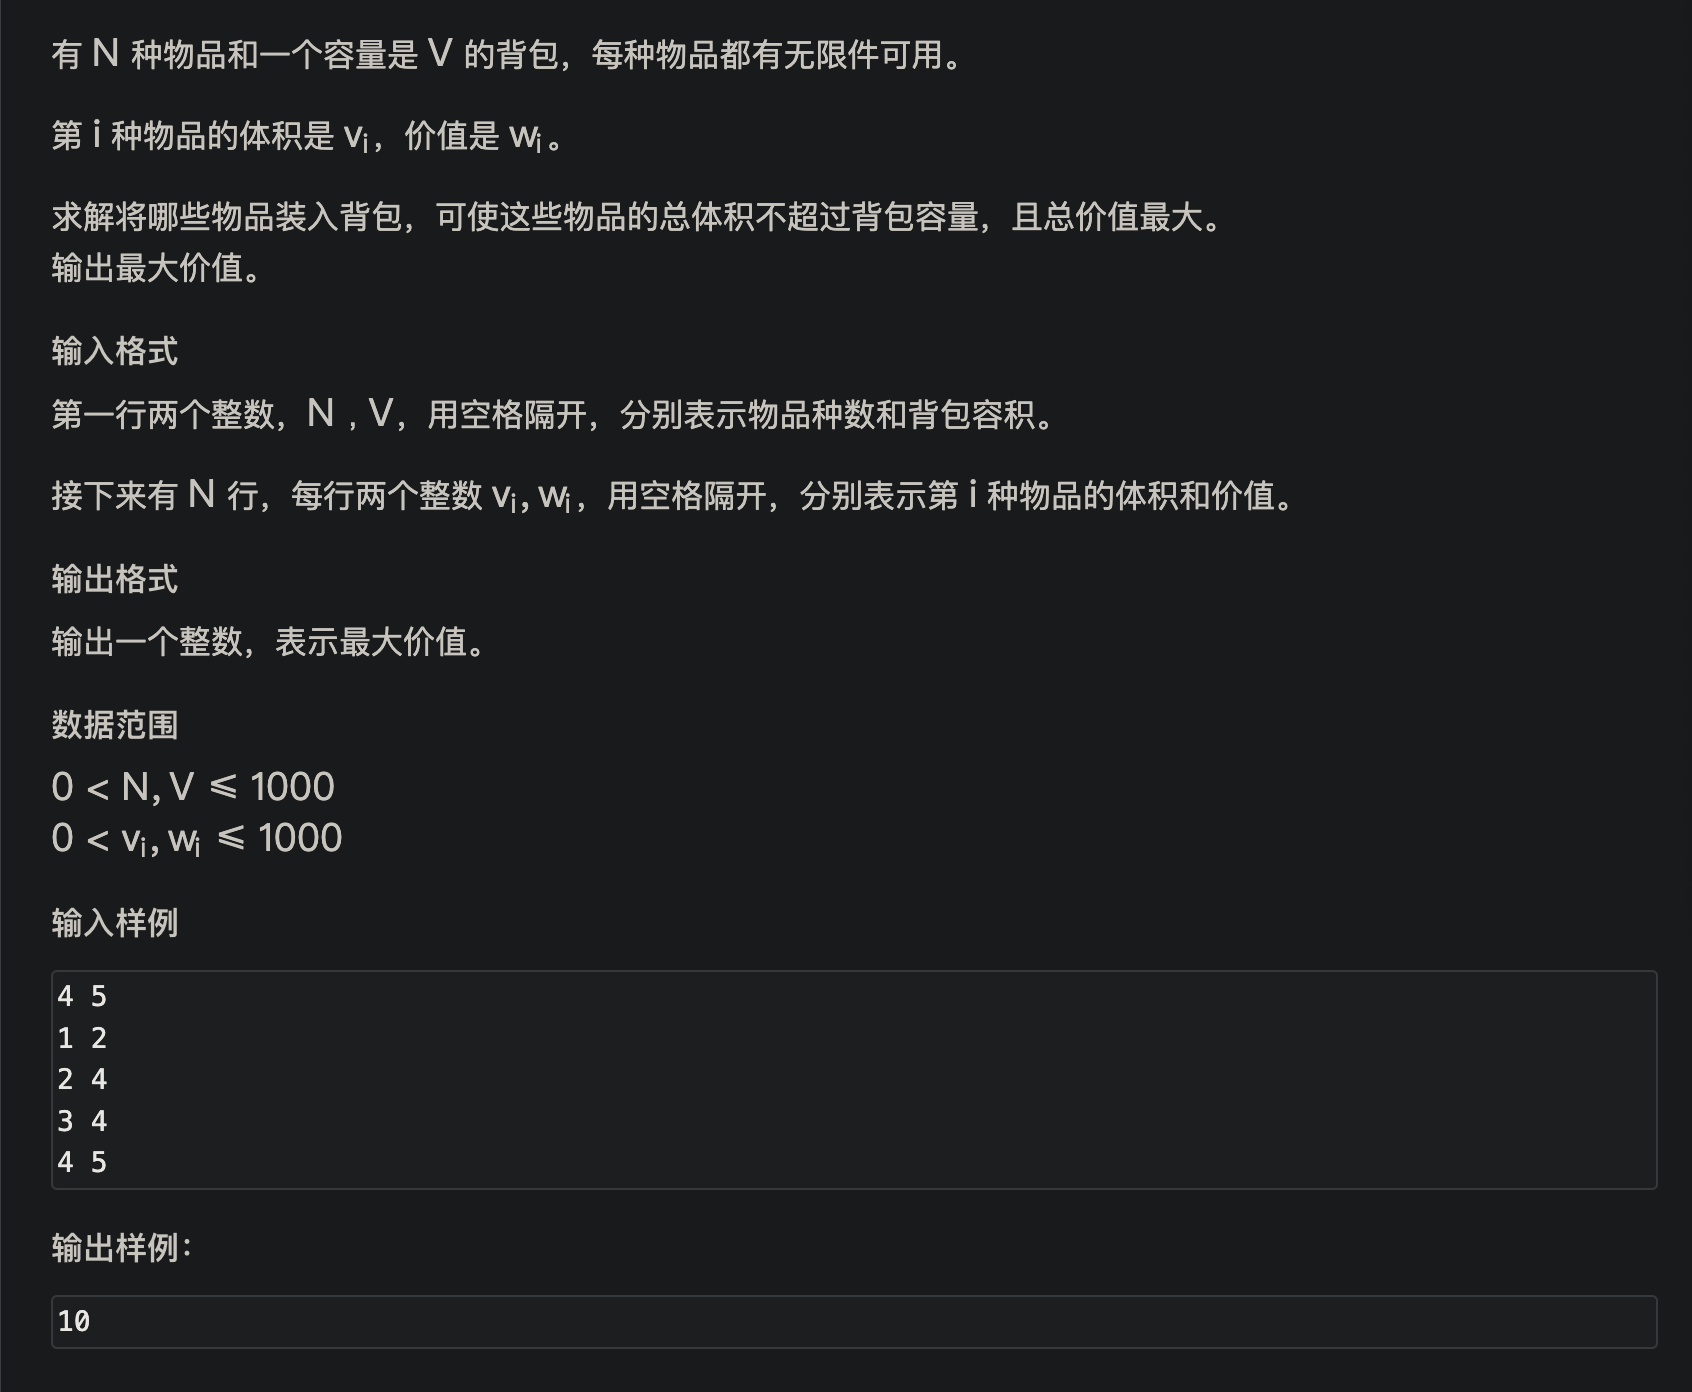 有 N 种物品和一个容量是 V 的背包，每种物品都有无限件可用。
第 i 种物品的体积是 vi，价值是 wi。
求解将哪些物品装入背包，可使这些物品的总体积不超过背包容量，且总价值最大。
输出最大价值。
输入格式
第一行两个整数，N , V，用空格隔开，分别表示物品种数和背包容积。
接下来有 N 行，每行两个整数 vi, wi，用空格隔开，分别表示第 i 种物品的体积和价值。
输出格式
输出一个整数，表示最大价值。
数据范围
0 < N, V ⩽ 1000
0 < vi, wi ⩽ 1000
输入样例
4 5
1 2
2 4
3 4
4 5
输出样例：
10